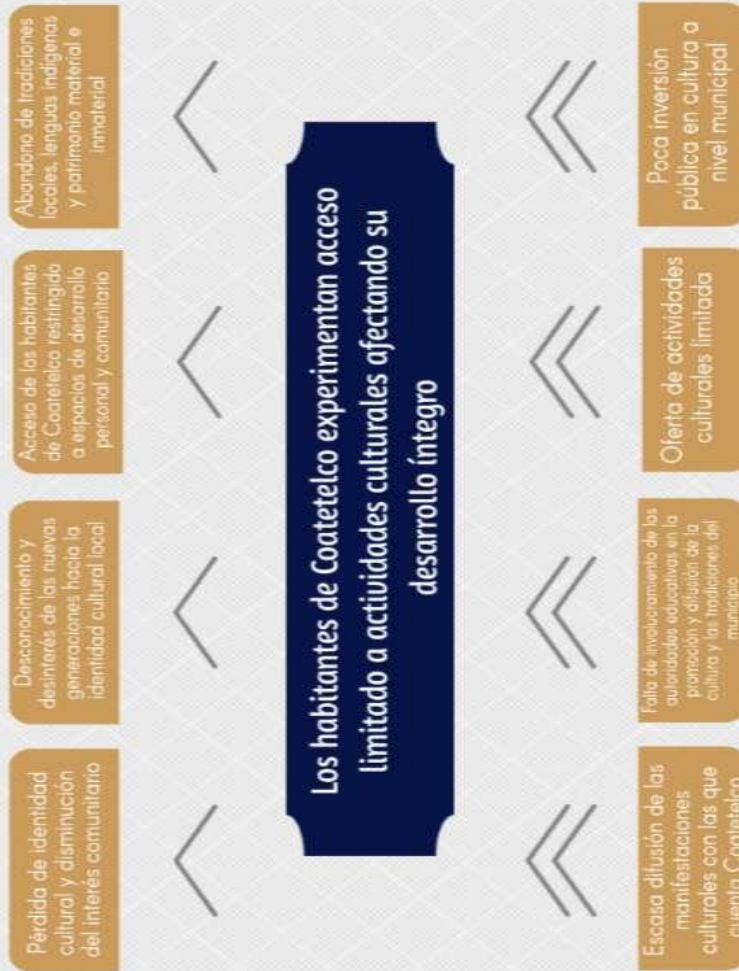 Pérdida de identidad
cultural y disminución
del interés comunitario
Desconocimiento y
desinterés de las nuevas
generaciones hacia la
identidad cultural local
Acceso de los habitantes
de Coatetelco restringido
a espacios de desarrollo
personal y comunitario
Abandono de tradiciones
locales, lenguas indígenas
y patrimonio material e
inmaterial
Los habitantes de Coatetelco experimentan acceso
limitado a actividades culturales afectando su
desarrollo íntegro
Escasa difusión de las
manifestaciones
culturales con las que
cuenta Coatetelco
Falta de involucramiento de las
autoridades educativas en la
promoción y difusión de la
cultura y las tradiciones del
municipio
Oferta de actividades
culturales limitada
Poca inversión
pública en cultura a
nivel municipal